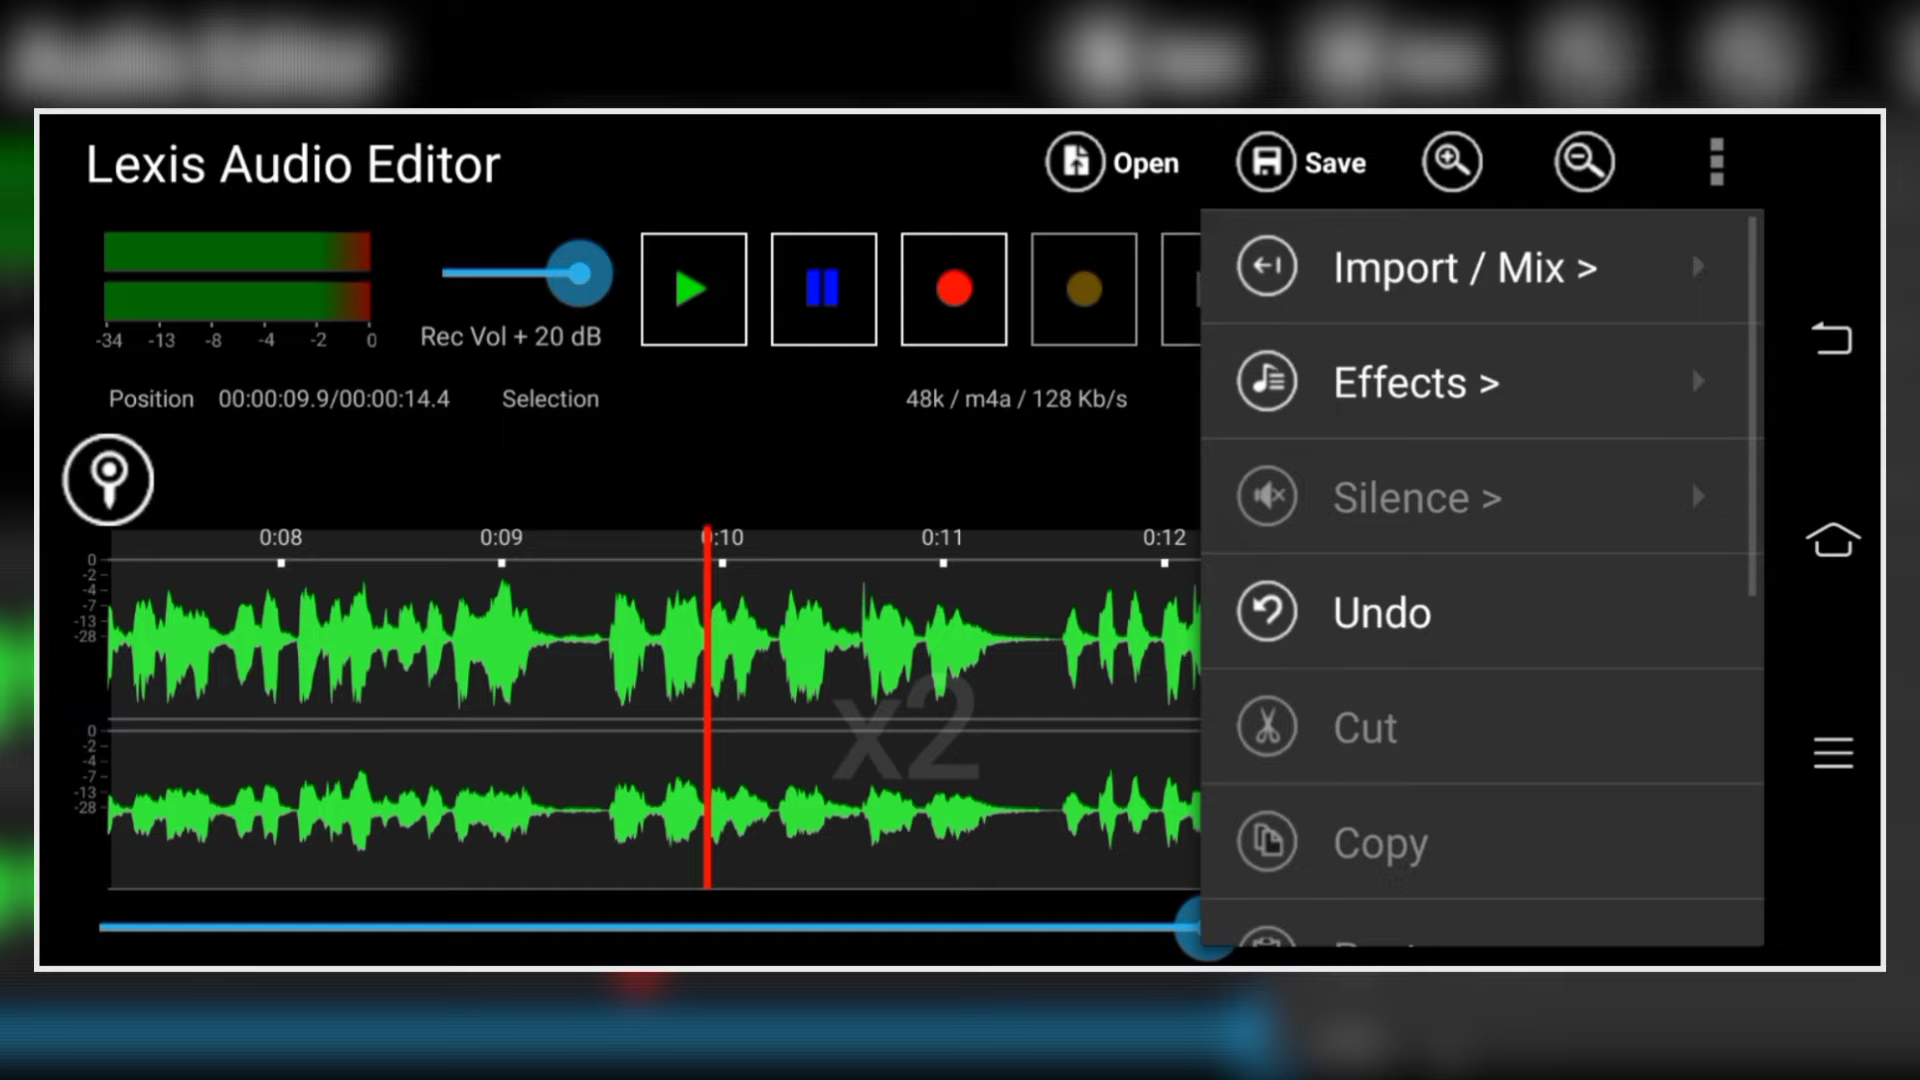 Lexis Audio Editor
Open
Save
-34 -13 -8 -4 -2 0
Rec Vol + 20 dB
Position 00:00:09.9/00:00:14.4 Selection 48k / m4a / 128 Kb/s
0:08 0:09 0:10 0:11 0:12
0
-2
-4
-7
-13
-28
x2
0
-2
-4
-7
-13
-28
Import / Mix >
Effects >
Silence >
Undo
Cut
Copy